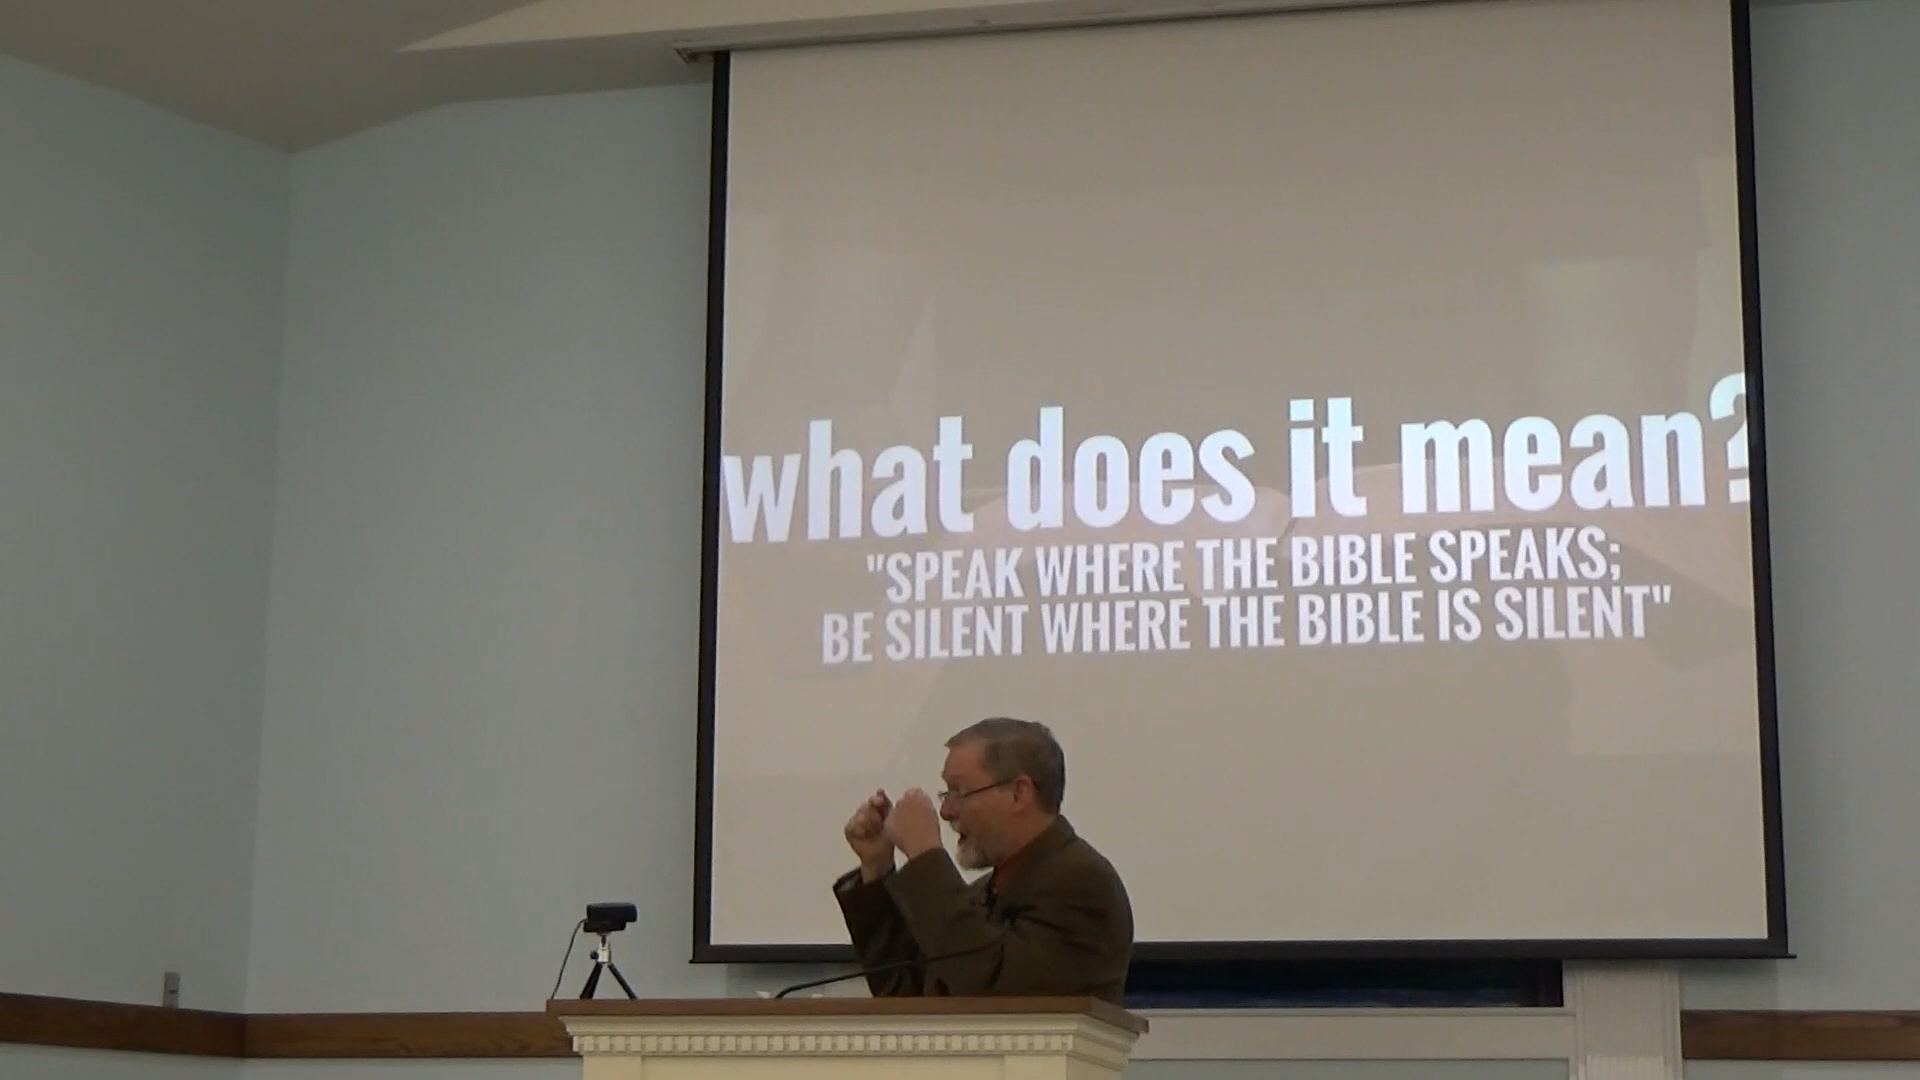 what does it mean?
"SPEAK WHERE THE BIBLE SPEAKS;
BE SILENT WHERE THE BIBLE IS SILENT"